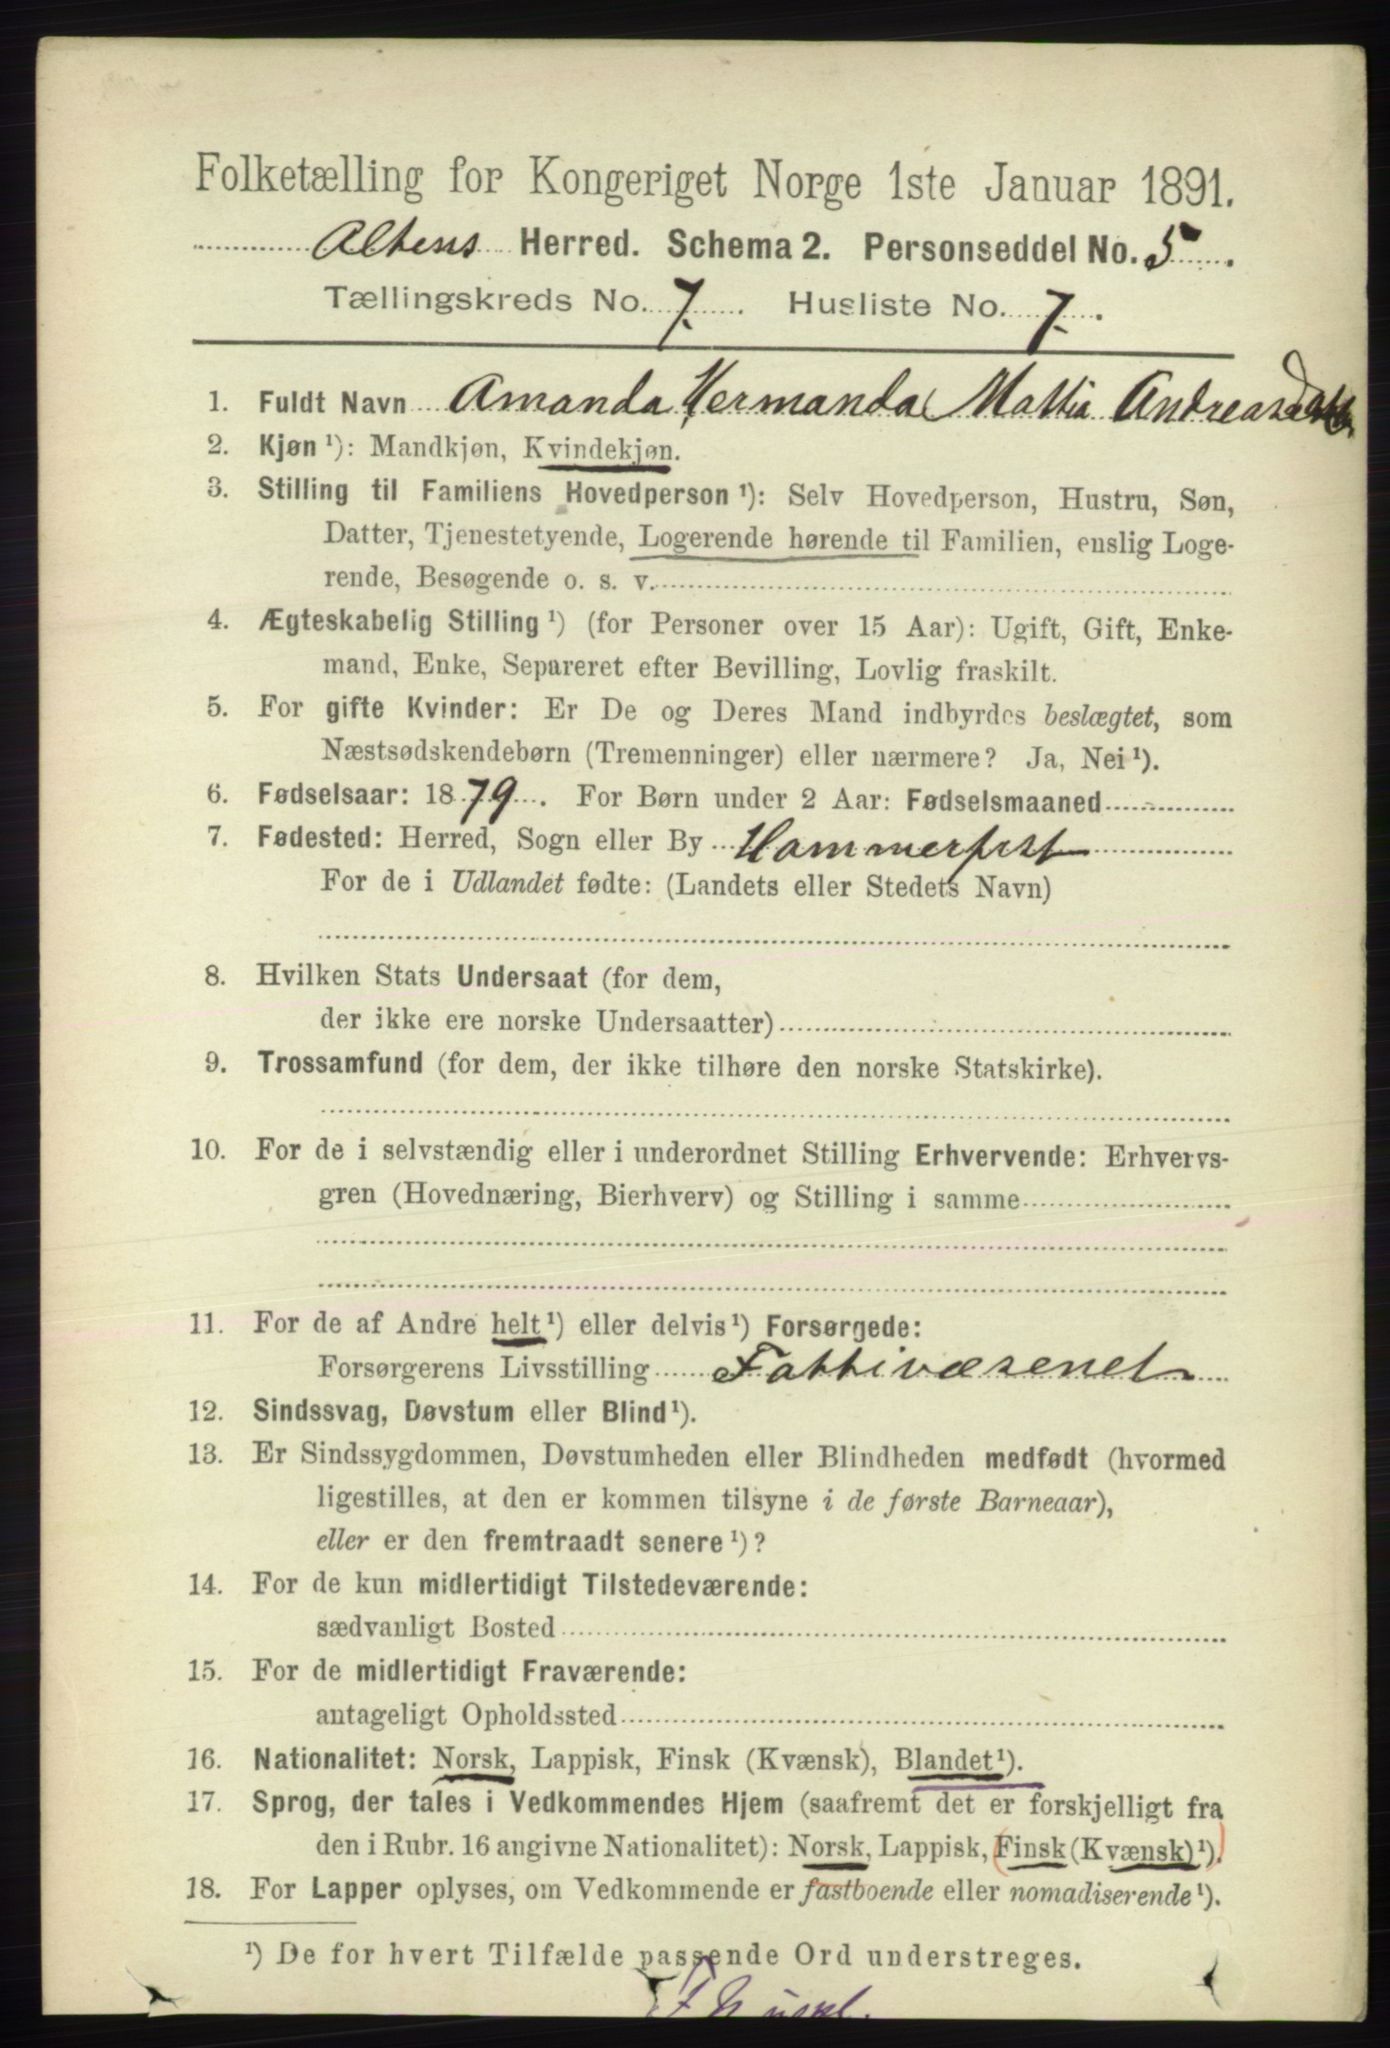 Folketælling for Kongeriget Norge 1ste Januar 1891.
Altens Herred. Schema 2. Personseddel No. 5.
Tællingskreds No. 7. Husliste No. 7.
1. Fuldt Navn Amanda Hermanda Mattia Andreasdatter
2. Kjøn ¹): Mandkjøn, Kvindekjøn.
3. Stilling til Familiens Hovedperson ¹): Selv Hovedperson, Hustru, Søn,
Datter, Tjenestetyende, Logerende hørende til Familien, enslig Loge-
rende, Besøgende o. s. v.
4. Ægteskabelig Stilling ¹) (for Personer over 15 Aar): Ugift, Gift, Enke-
mand, Enke, Separeret efter Bevilling, Lovlig fraskilt.
5. For gifte Kvinder: Er De og Deres Mand indbyrdes beslægtet, som
Næstsødskendebørn (Tremenninger) eller nærmere? Ja, Nei ¹).
6. Fødselsaar: 1879. For Børn under 2 Aar: Fødselsmaaned
7. Fødested: Herred, Sogn eller By Hammerfest
For de i Udlandet fødte: (Landets eller Stedets Navn)
8. Hvilken Stats Undersaat (for dem,
der ikke ere norske Undersaatter)
9. Trossamfund (for dem, der ikke tilhøre den norske Statskirke).
10. For de i selvstændig eller i underordnet Stilling Erhvervende: Erhvervs-
gren (Hovednæring, Bierhverv) og Stilling i samme
11. For de af Andre helt ¹) eller delvis ¹) Forsørgede:
Forsørgerens Livsstilling Fattivæsenet
12. Sindssvag, Døvstum eller Blind ¹).
13. Er Sindssygdommen, Døvstumheden eller Blindheden medfødt (hvormed
ligestilles, at den er kommen tilsyne i de første Barneaar),
eller er den fremtraadt senere ¹)?
14. For de kun midlertidigt Tilstedeværende:
sædvanligt Bosted
15. For de midlertidigt Fraværende:
antageligt Opholdssted
16. Nationalitet: Norsk, Lappisk, Finsk (Kvænsk), Blandet ¹).
17. Sprog, der tales i Vedkommendes Hjem (saafremt det er forskjelligt fra
den i Rubr. 16 angivne Nationalitet): Norsk, Lappisk, Finsk (Kvænsk) ¹).
18. For Lapper oplyses, om Vedkommende er fastboende eller nomadiserende ¹).
¹) De for hvert Tilfælde passende Ord understreges.